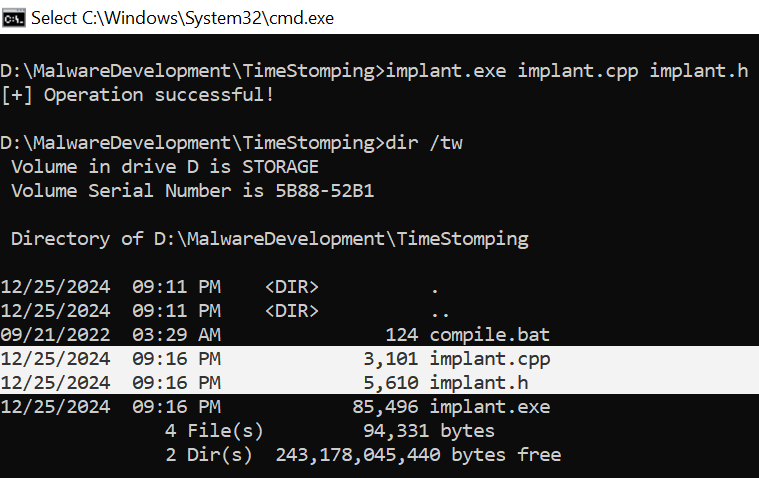 Select C:\Windows\System32\cmd.exe
D:\MalwareDevelopment\TimeStomping>implant.exe implant.cpp implant.h
[+] Operation successful!
D:\MalwareDevelopment\TimeStomping>dir /tw
Volume in drive D is STORAGE
Volume Serial Number is 5B88-52B1
Directory of D:\MalwareDevelopment\TimeStomping
12/25/2024  09:11 PM    <DIR>          .
12/25/2024  09:11 PM    <DIR>          ..
09/21/2022  03:29 AM               124 compile.bat
12/25/2024  09:16 PM             3,101 implant.cpp
12/25/2024  09:16 PM             5,610 implant.h
12/25/2024  09:16 PM            85,496 implant.exe
4 File(s)         94,331 bytes
2 Dir(s)  243,178,045,440 bytes free